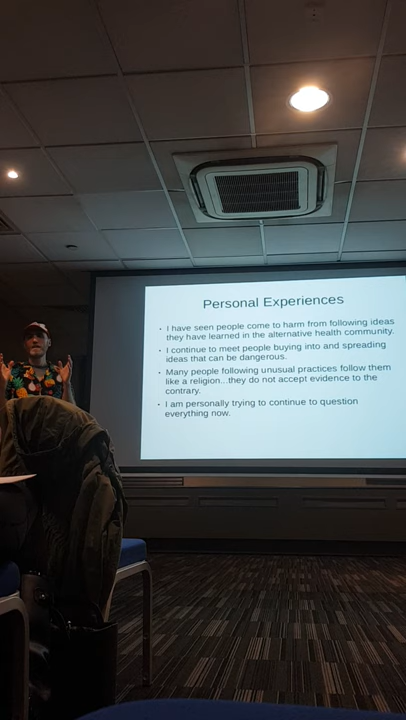 Personal Experiences
• I have seen people come to harm from following ideas
they have learned in the alternative health community.
• I continue to meet people buying into and spreading
ideas that can be dangerous.
• Many people following unusual practices follow them
like a religion...they do not accept evidence to the
contrary.
• I am personally trying to continue to question
everything now.